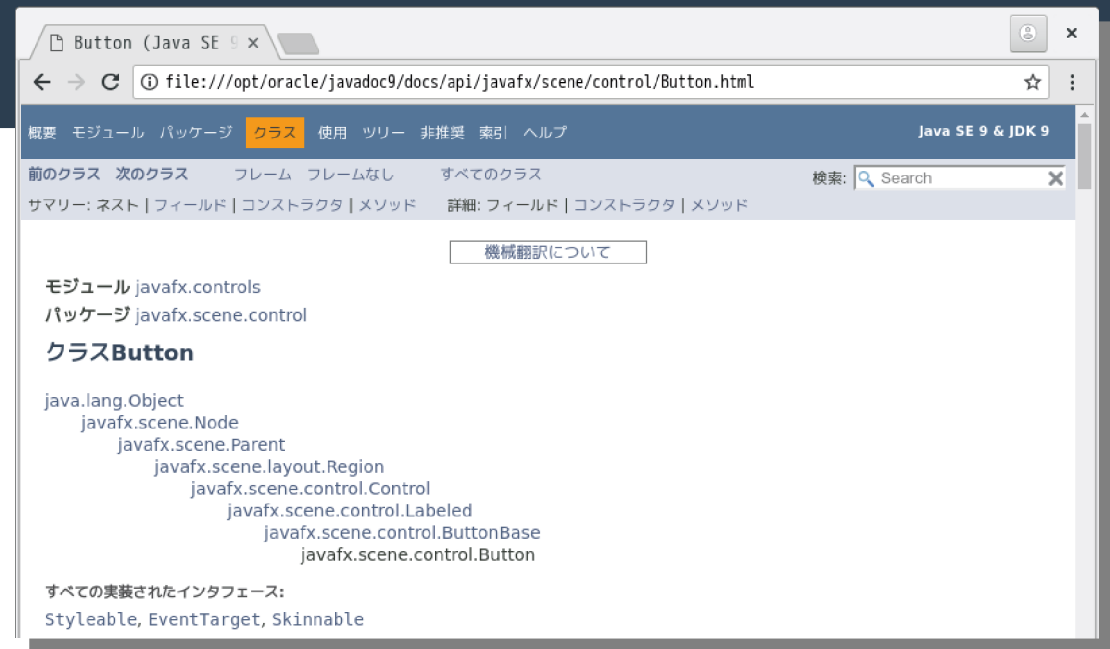 Button (Java SE 9
file:///opt/oracle/javadoc9/docs/api/javafx/scene/control/Button.html
概要 モジュール パッケージ クラス 使用 ツリー 非推奨 索引 ヘルプ Java SE 9 & JDK 9
前のクラス 次のクラス フレーム フレームなし すべてのクラス 検索: Search
サマリー: ネスト | フィールド | コンストラクタ | メソッド 詳細: フィールド | コンストラクタ | メソッド
機械翻訳について
モジュール javafx.controls
パッケージ javafx.scene.control
クラスButton
java.lang.Object
javafx.scene.Node
javafx.scene.Parent
javafx.scene.layout.Region
javafx.scene.control.Control
javafx.scene.control.Labeled
javafx.scene.control.ButtonBase
javafx.scene.control.Button
すべての実装されたインタフェース:
Styleable, EventTarget, Skinnable